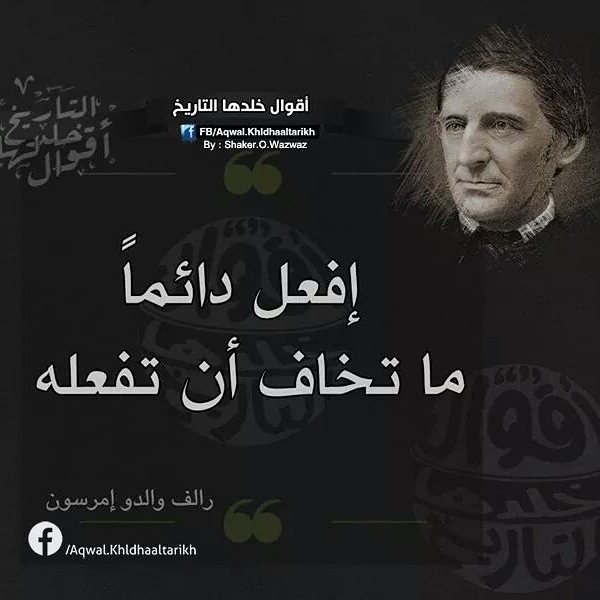 أقوال خلدها التاريخ
FB/Aqwal.Khldhaaltarikh
By : Shaker.O.Wazwaz
التاريخ
خلدها
أقوال
إفعل دائماً
ما تخاف أن تفعله
أقوال
خلدها
التاريخ
رالف والدو إمرسون
/Aqwal.Khldhaaltarikh